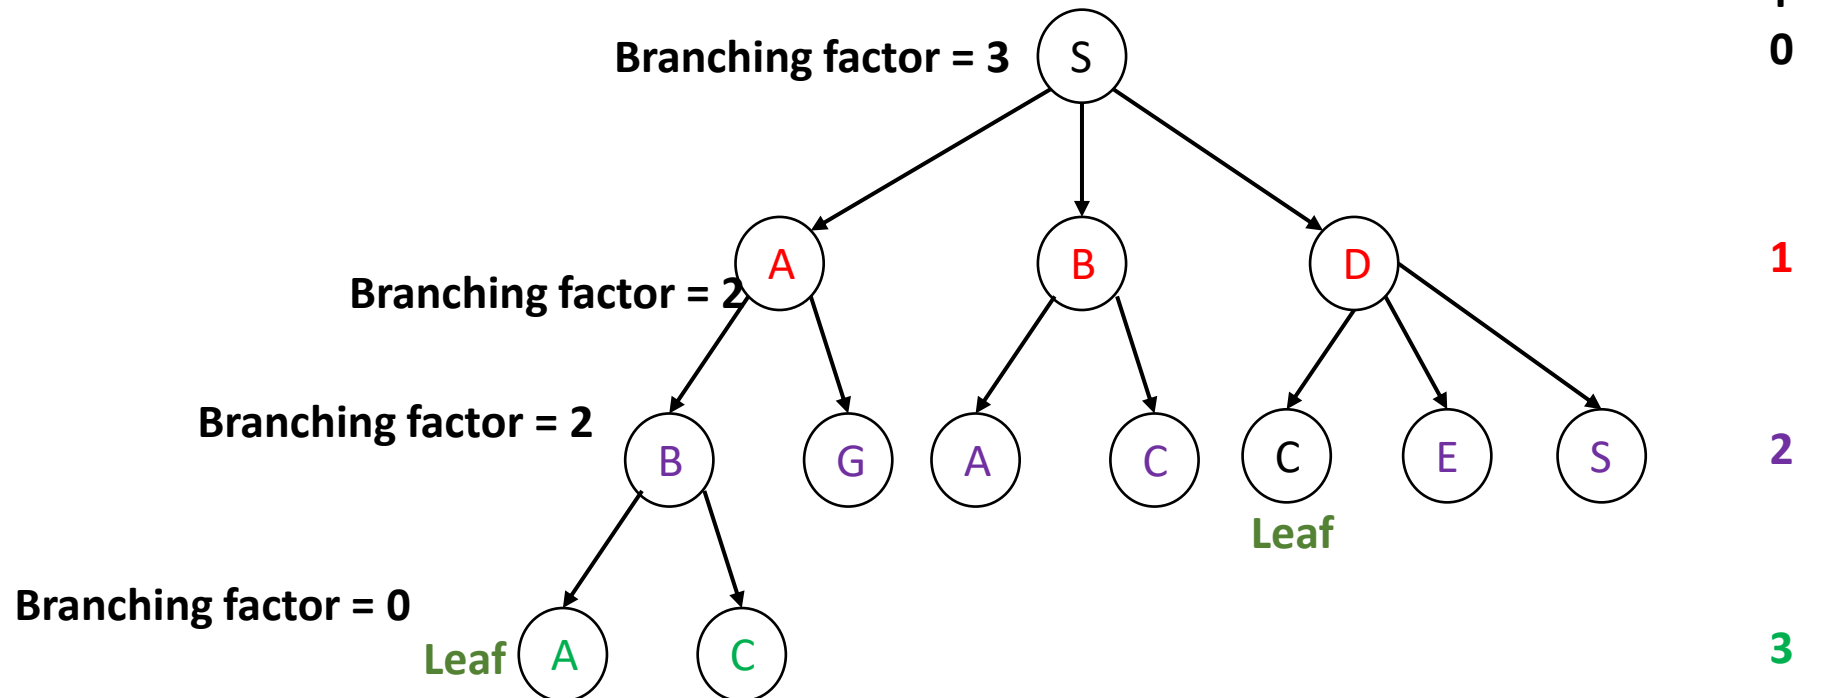 Branching factor = 3 S 0
A B D 1
Branching factor = 2
Branching factor = 2
B G A C C E S 2
Leaf
Branching factor = 0
Leaf A C 3